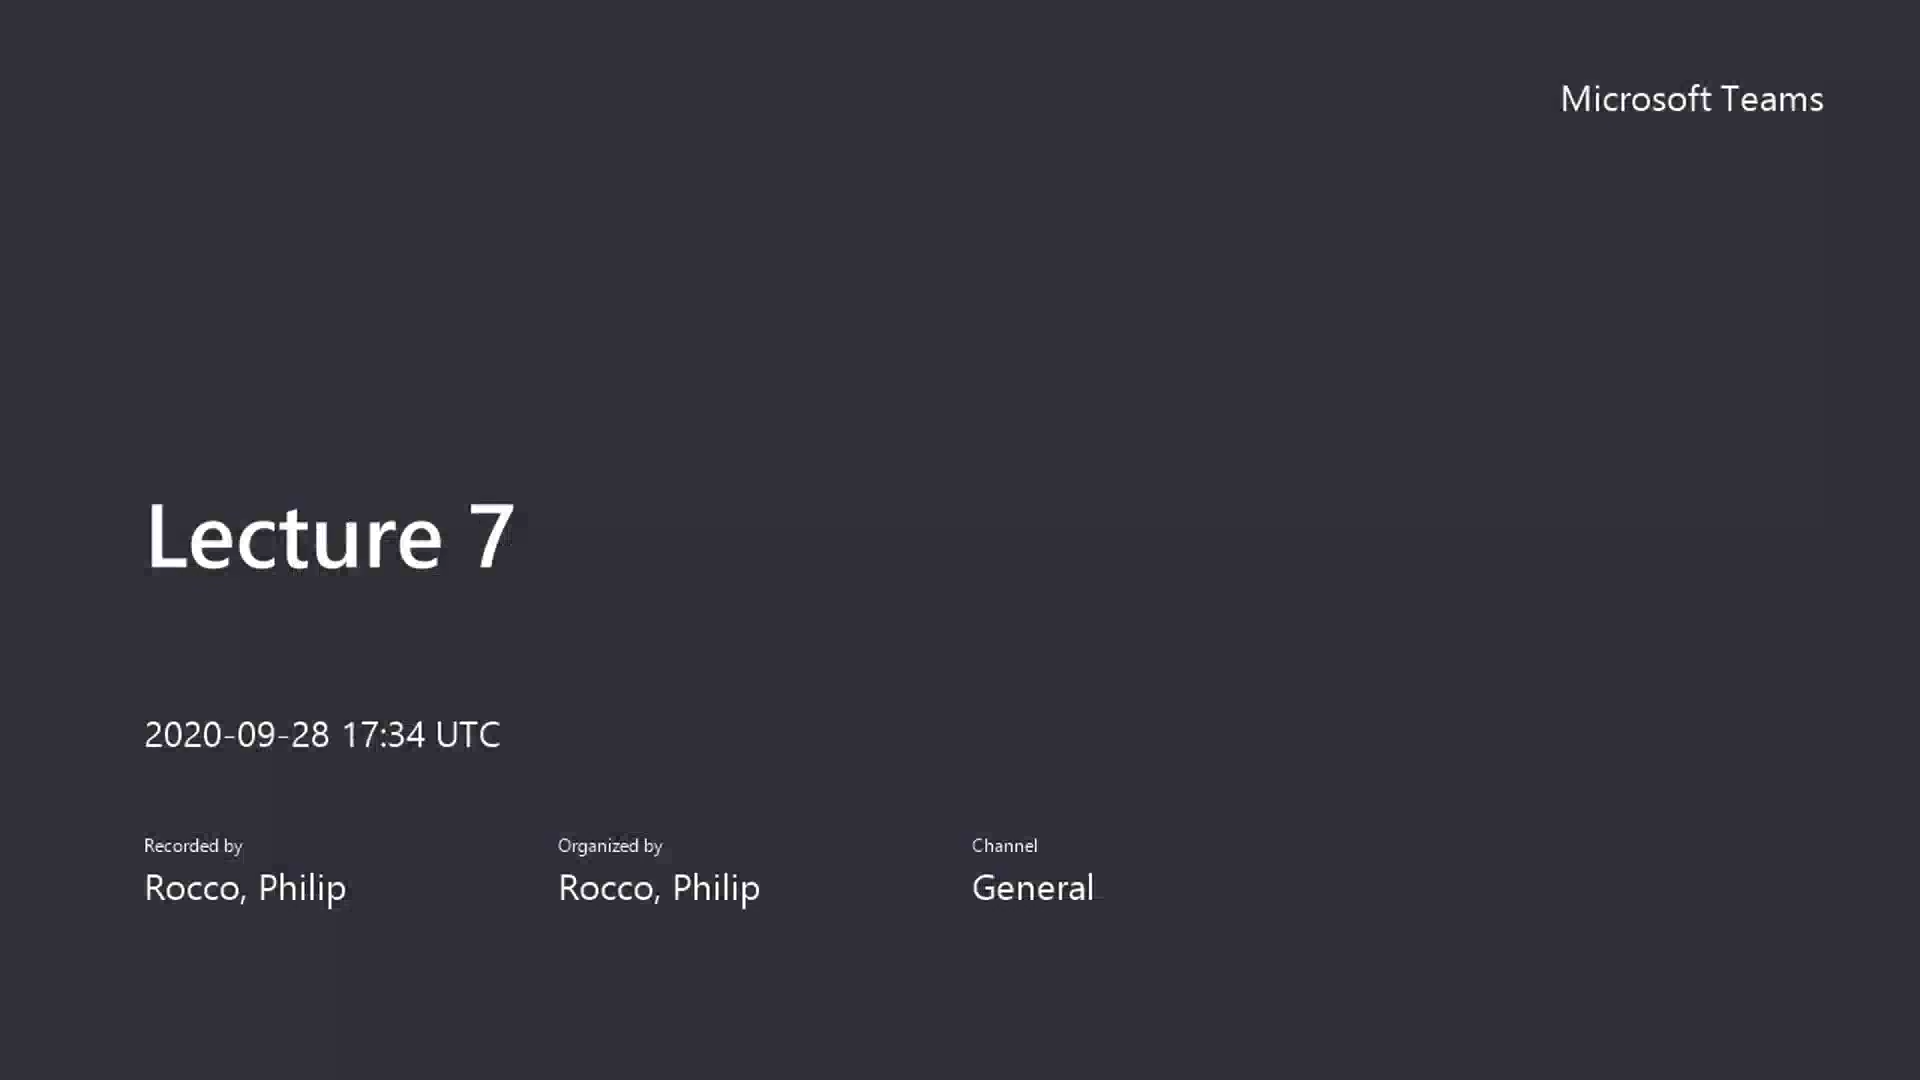 Microsoft Teams
Lecture 7
2020-09-28 17:34 UTC
Recorded by
Rocco, Philip
Organized by
Rocco, Philip
Channel
General